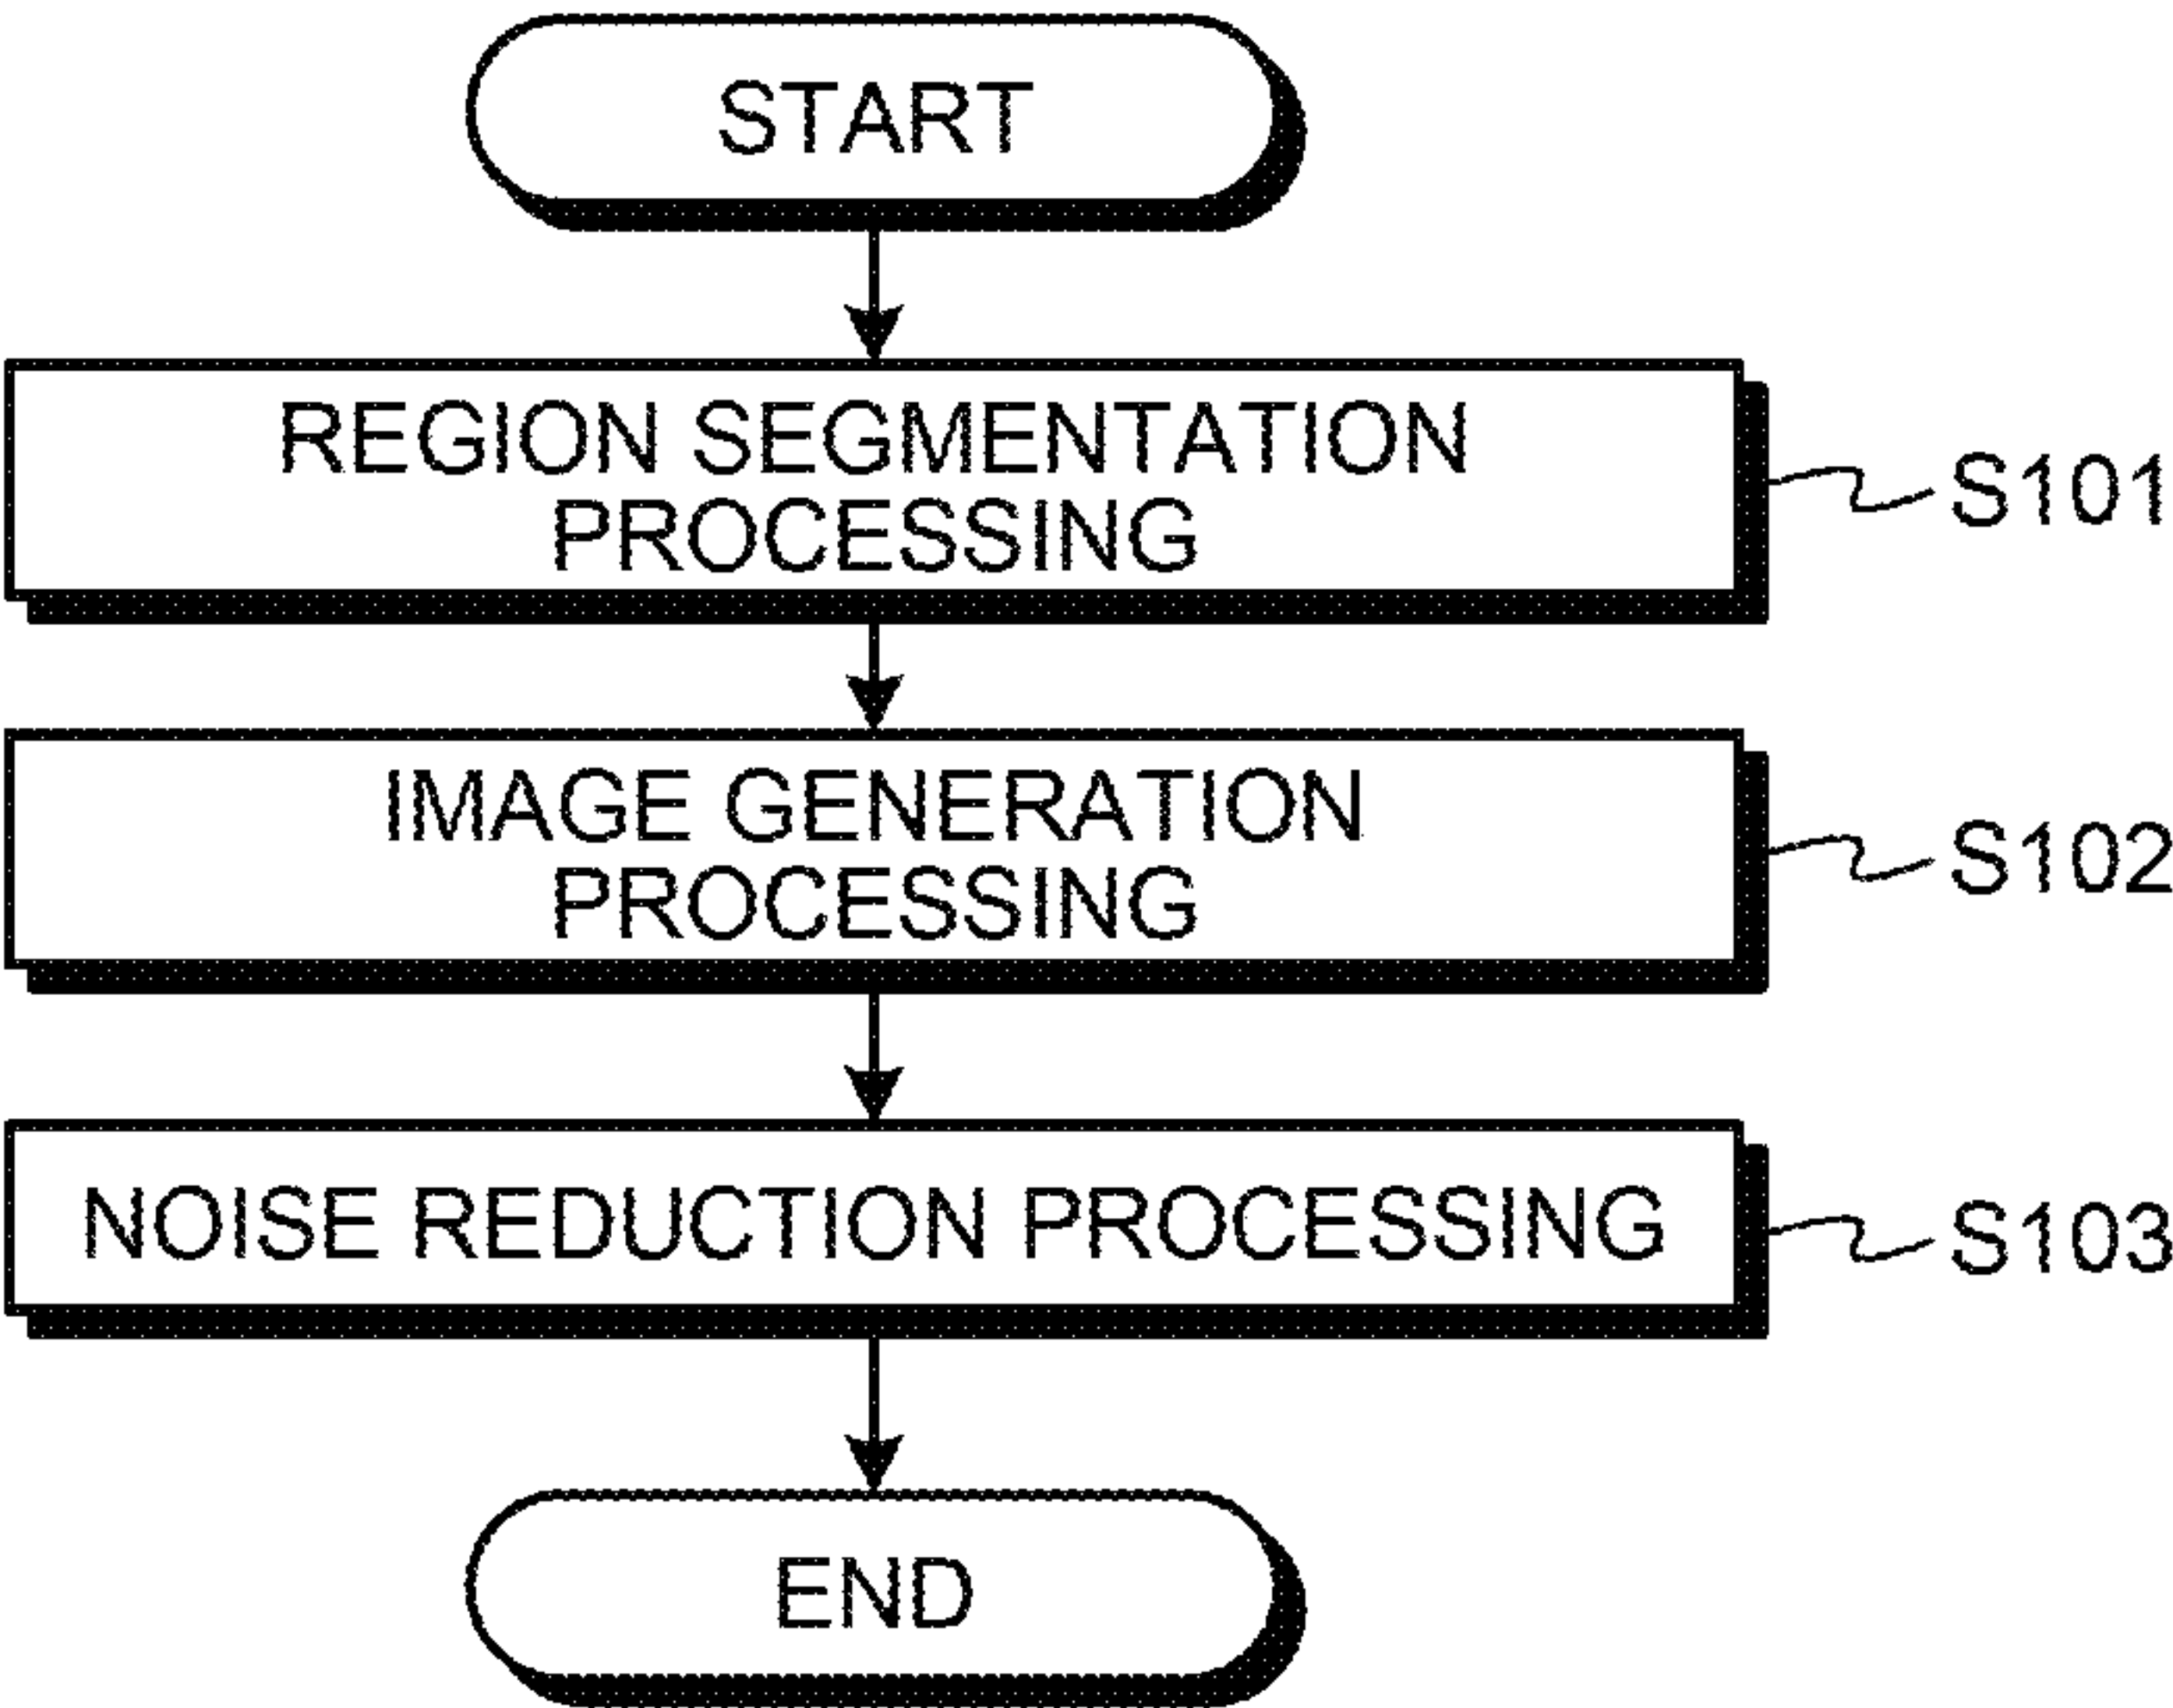 START
REGION SEGMENTATION
PROCESSING
S101
IMAGE GENERATION
PROCESSING
S102
NOISE REDUCTION PROCESSING
S103
END